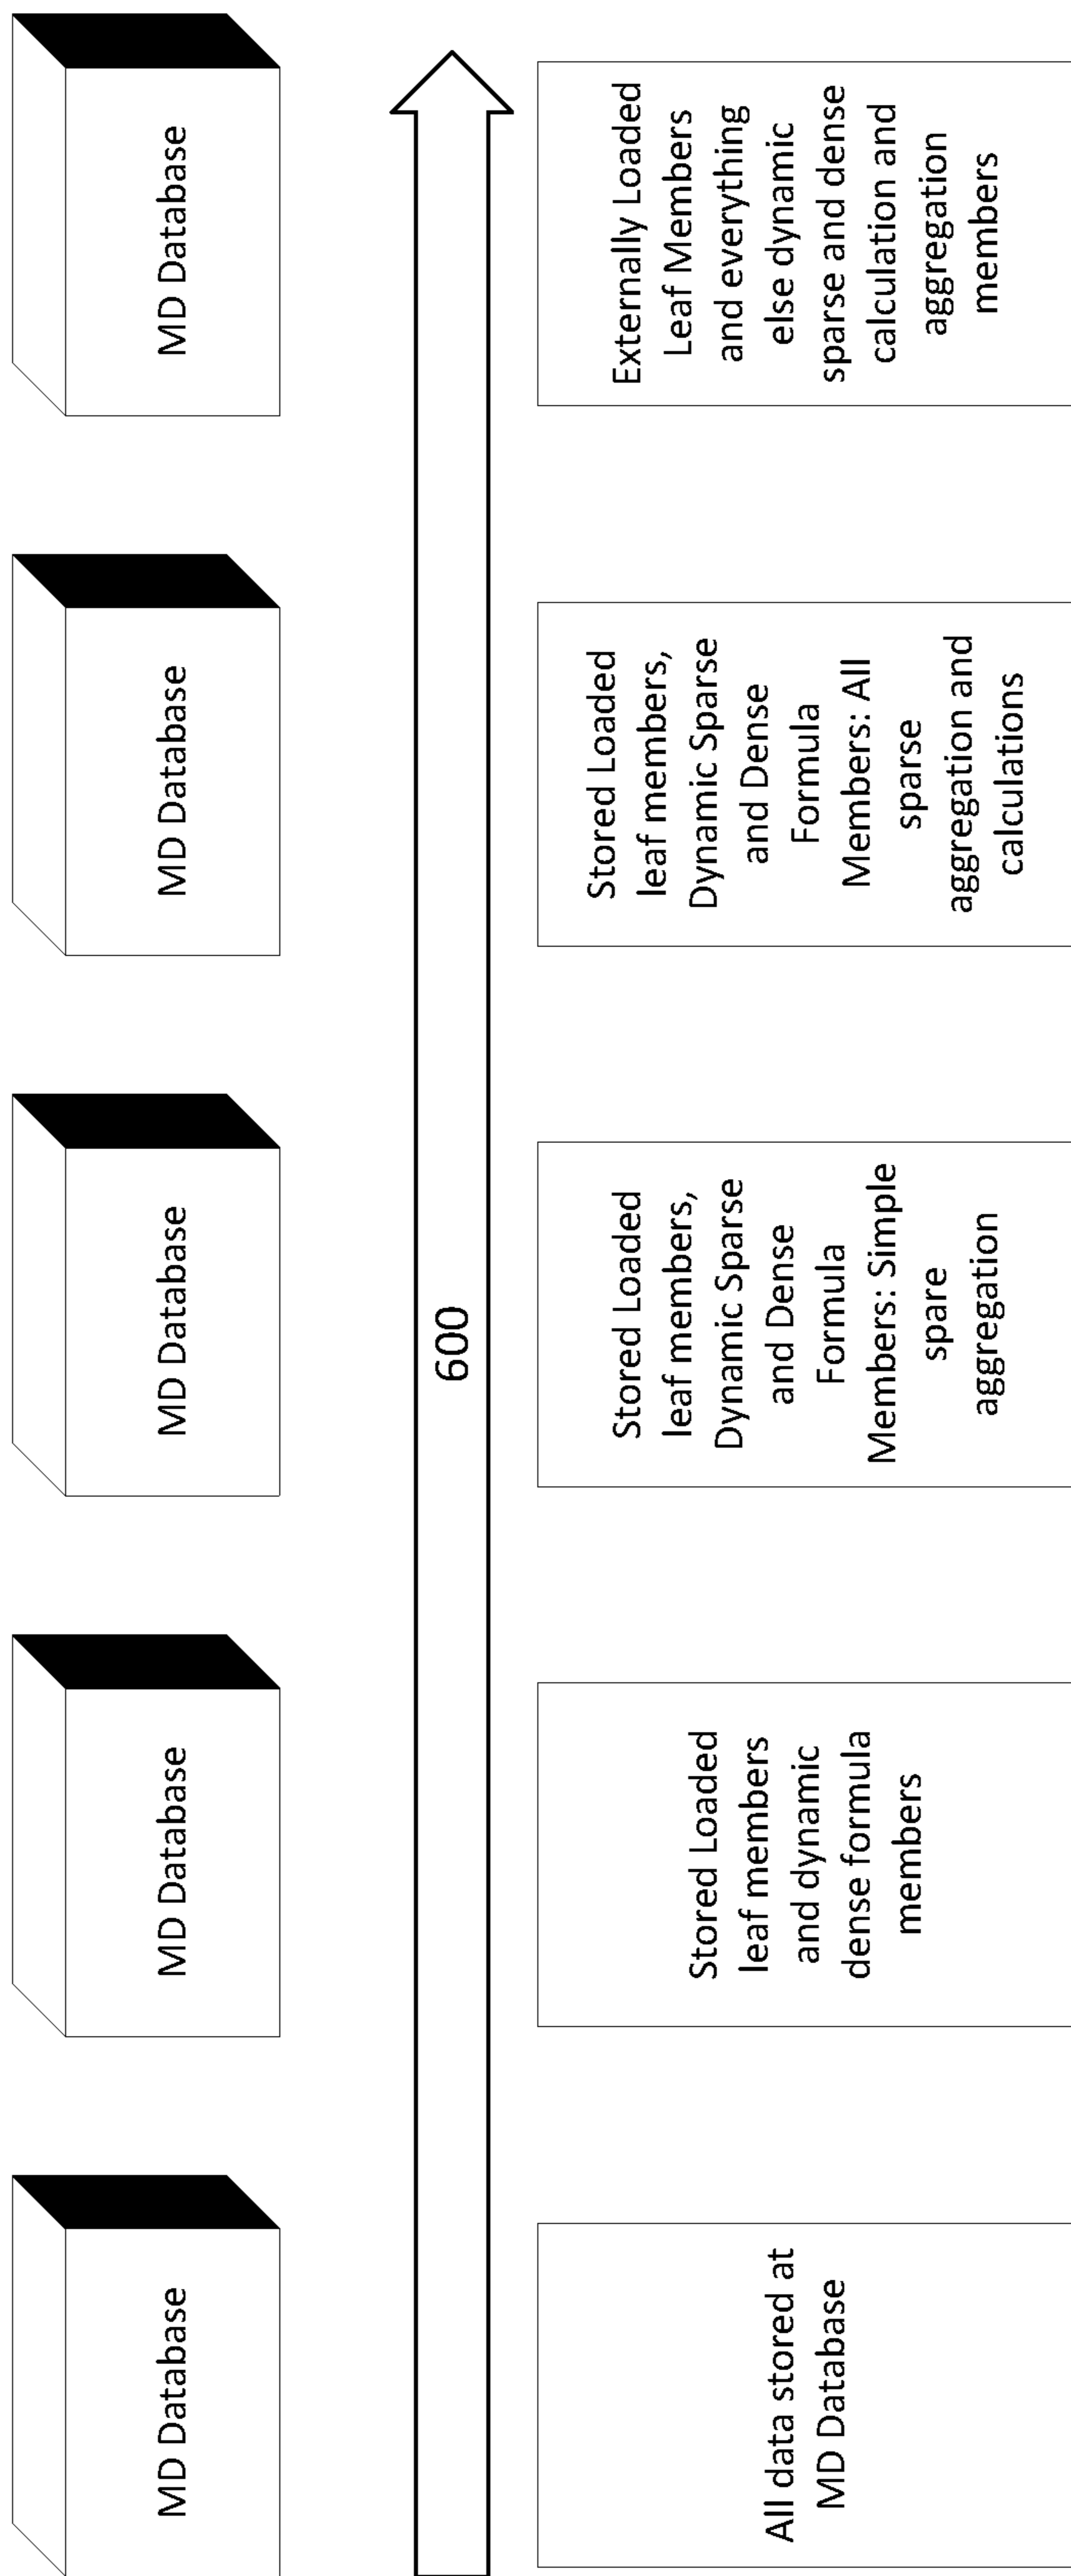 MD Database
MD Database
MD Database
MD Database
MD Database
600
All data stored at
MD Database
Stored Loaded
leaf members
and dynamic
dense formula
members
Stored Loaded
leaf members,
Dynamic Sparse
and Dense
Formula
Members: Simple
spare
aggregation
Stored Loaded
leaf members,
Dynamic Sparse
and Dense
Formula
Members: All
sparse
aggregation and
calculations
Externally Loaded
Leaf Members
and everything
else dynamic
sparse and dense
calculation and
aggregation
members